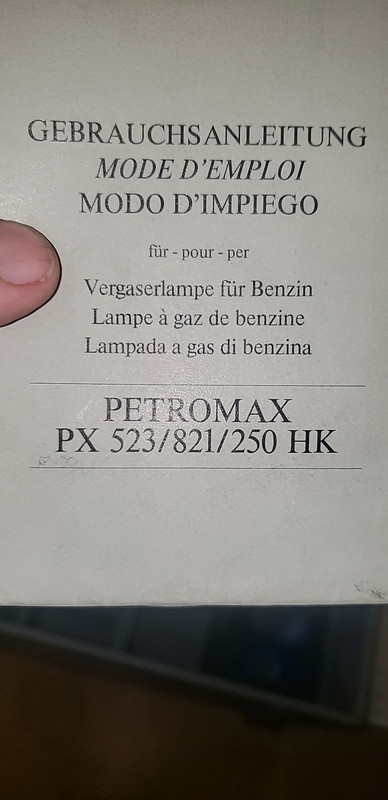 GEBRAUCHSANLEITUNG
MODE D'EMPLOI
MODO D'IMPIEGO
für - pour - per
Vergaserlampe für Benzin
Lampe à gaz de benzine
Lampada a gas di benzina
PETROMAX
PX 523/821/250 HK